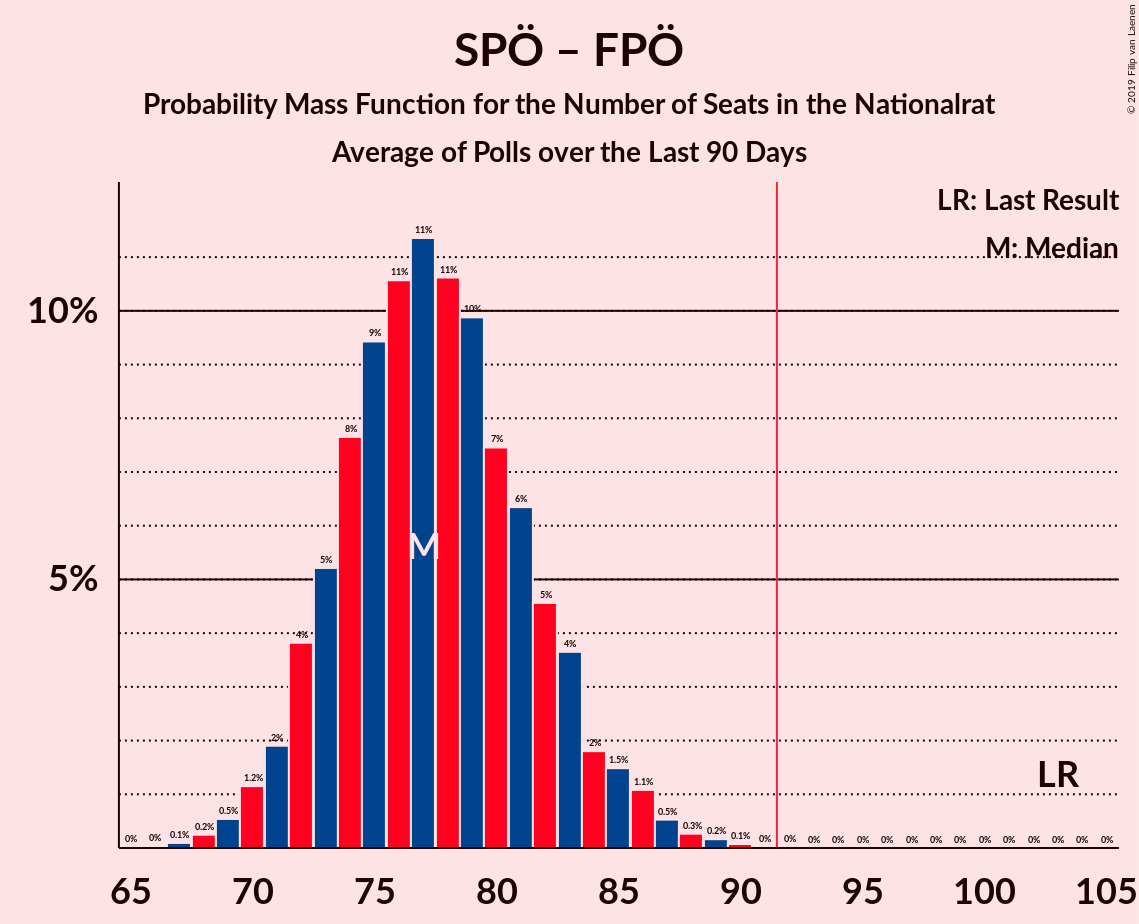 SPÖ – FPÖ
Probability Mass Function for the Number of Seats in the Nationalrat
Average of Polls over the Last 90 Days
© 2019 Filip van Laenen
LR: Last Result
M: Median
10%
5%
0% 0% 0.1% 0.2% 0.5% 1.2% 2% 4% 5% 8% 9% 11% 11% 11% 10% 7% 6% 5% 4% 2% 1.5% 1.1% 0.5% 0.3% 0.2% 0.1% 0% 0% 0% 0% 0% 0% 0% 0% 0% 0% 0% 0% 0% 0% 0%
M
LR
65 70 75 80 85 90 95 100 105